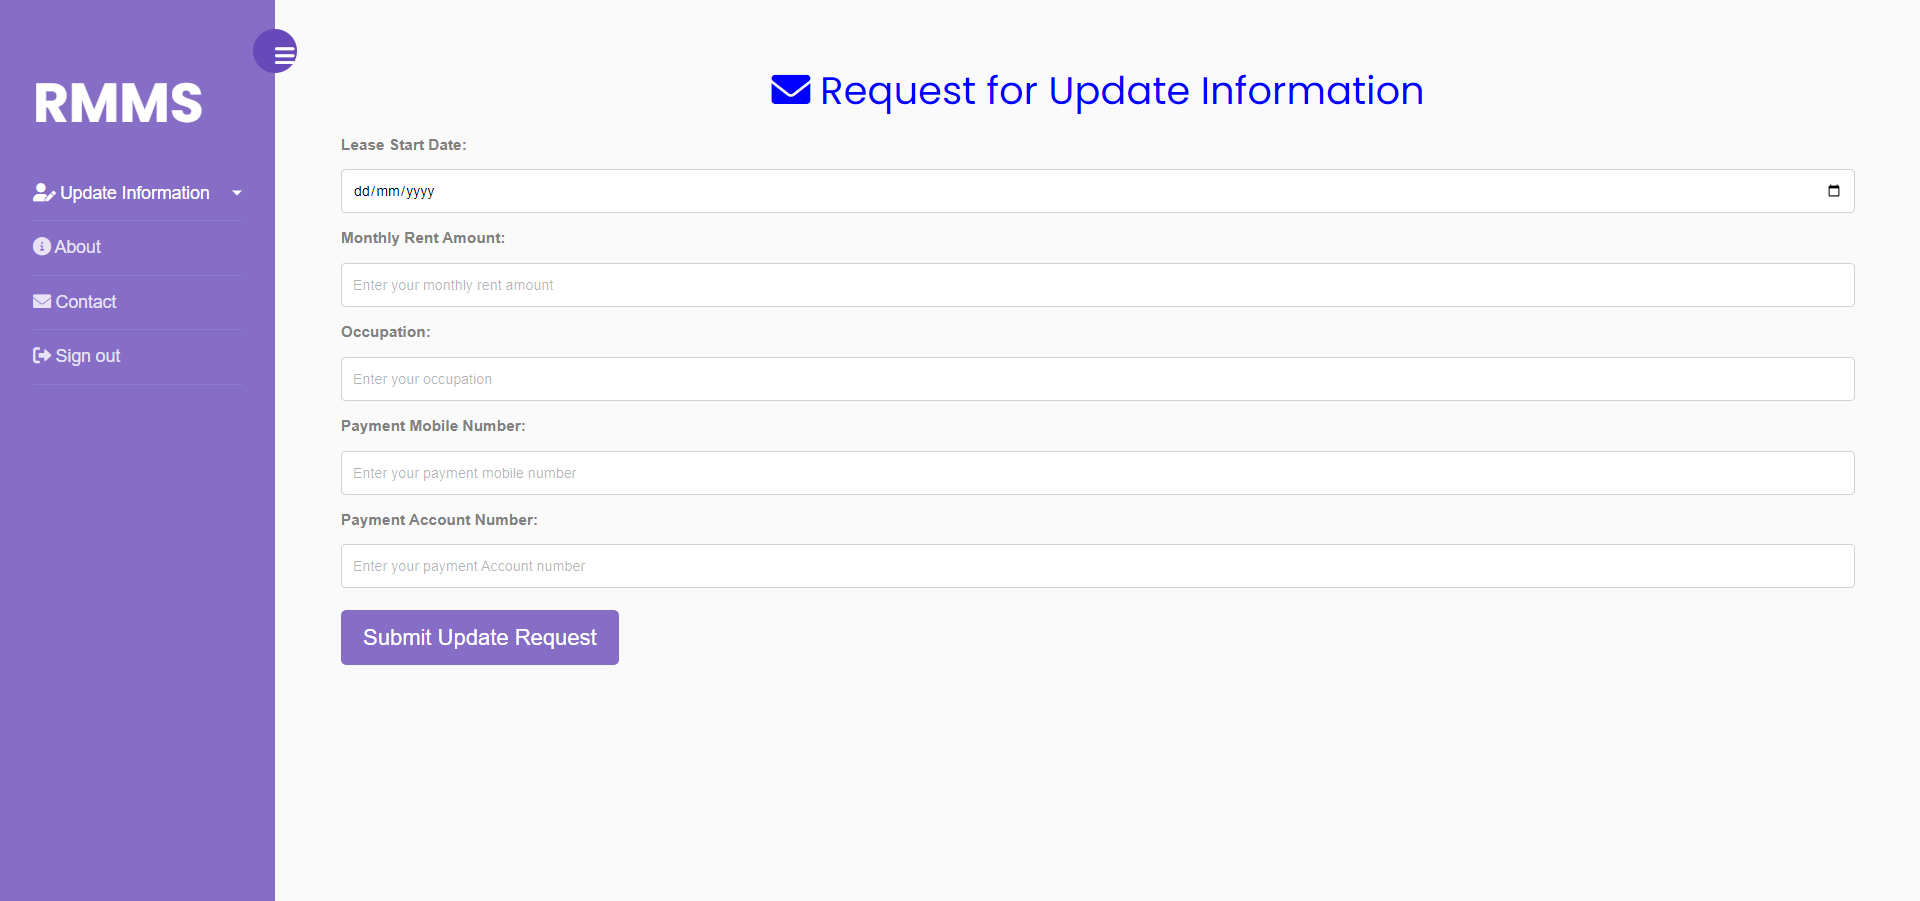 RMMS
Update Information
About
Contact
Sign out
Request for Update Information
Lease Start Date:
dd/mm/yyyy
Monthly Rent Amount:
Enter your monthly rent amount
Occupation:
Enter your occupation
Payment Mobile Number:
Enter your payment mobile number
Payment Account Number:
Enter your payment Account number
Submit Update Request